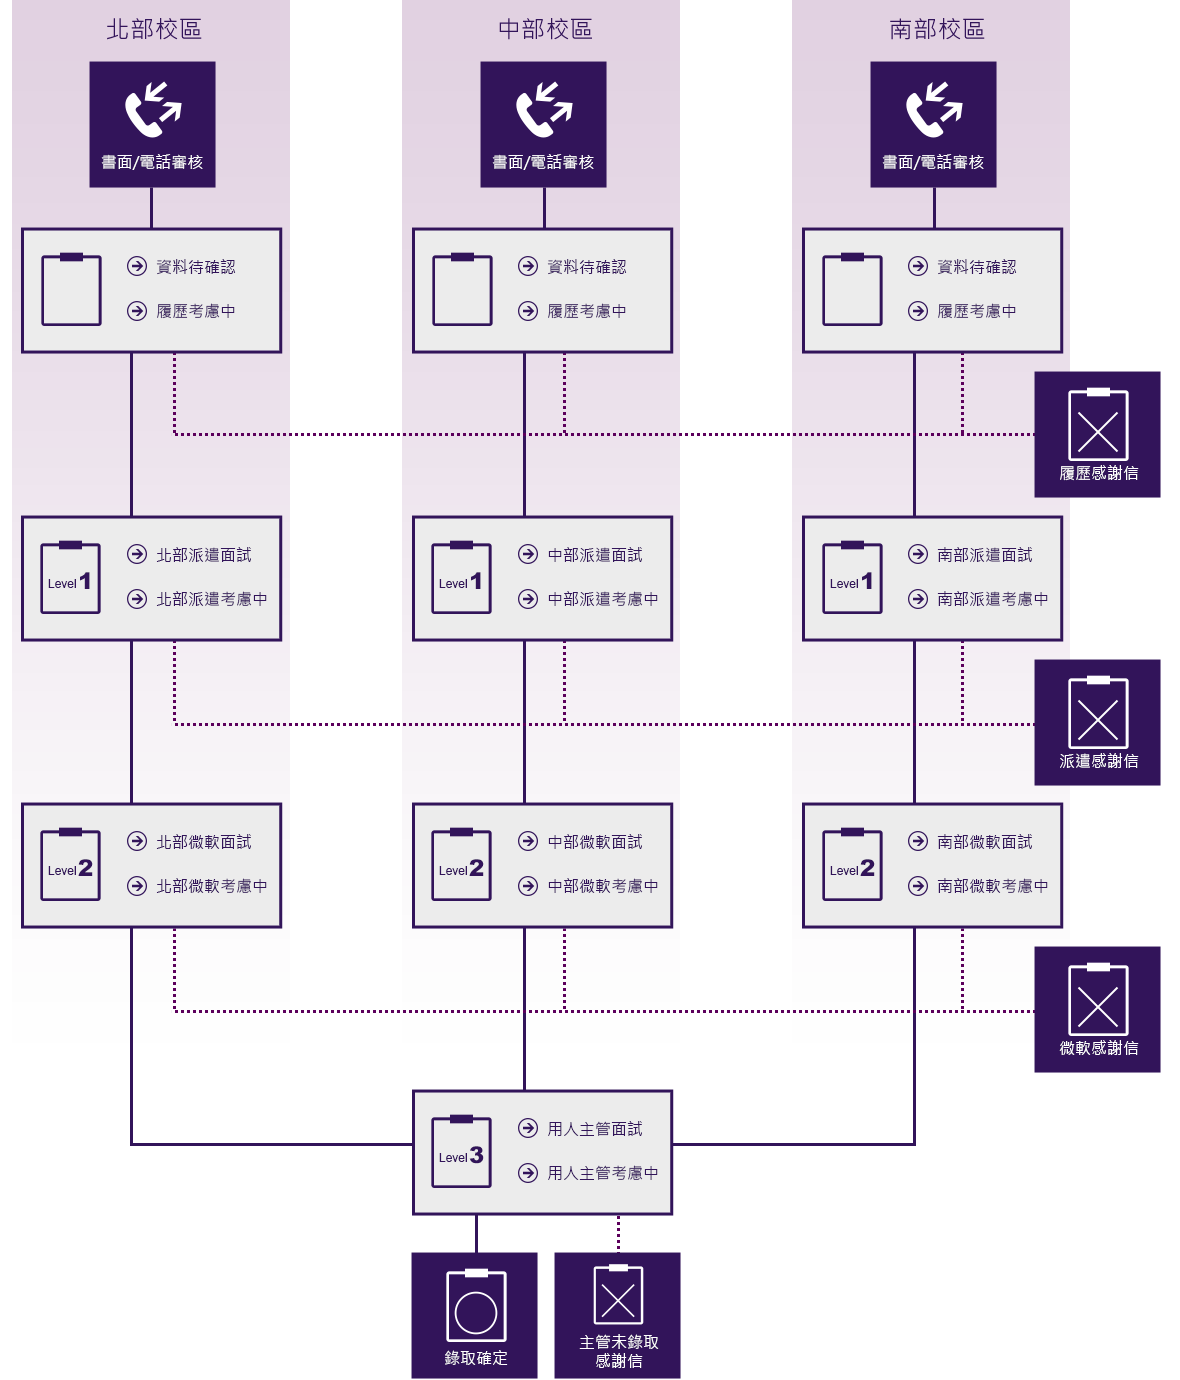 北部校區
中部校區
南部校區
書面/電話審核
書面/電話審核
書面/電話審核
資料待確認
履歷考慮中
資料待確認
履歷考慮中
資料待確認
履歷考慮中
履歷感謝信
Level 1
北部派遣面試
北部派遣考慮中
Level 1
中部派遣面試
中部派遣考慮中
Level 1
南部派遣面試
南部派遣考慮中
派遣感謝信
Level 2
北部微軟面試
北部微軟考慮中
Level 2
中部微軟面試
中部微軟考慮中
Level 2
南部微軟面試
南部微軟考慮中
微軟感謝信
Level 3
用人主管面試
用人主管考慮中
錄取確定
主管未錄取
感謝信